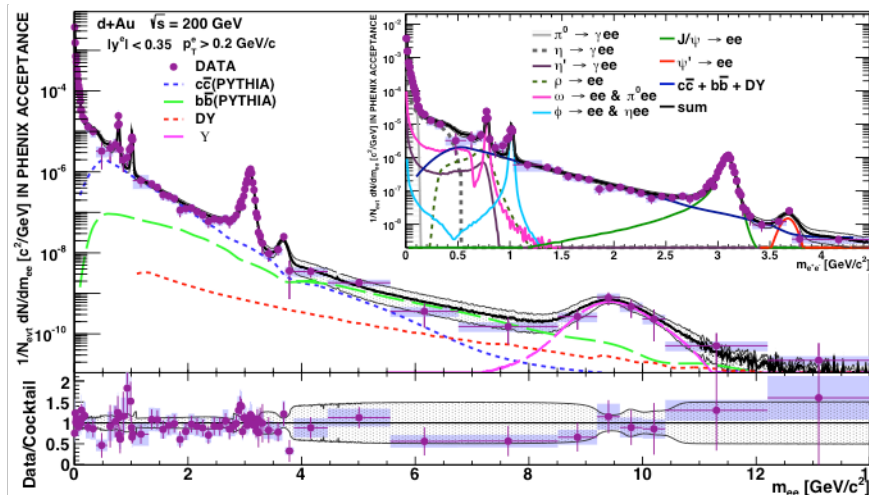 d+Au √s = 200 GeV
|yᵉ| < 0.35 pᵉ_T > 0.2 GeV/c
DATA
cc̄(PYTHIA)
bb̄(PYTHIA)
DY
Υ
1/N_evt dN/dm_ee [c²/GeV] IN PHENIX ACCEPTANCE
10⁻⁴
10⁻⁶
10⁻⁸
10⁻¹⁰
π⁰ → γee
η → γee
η' → γee
ρ → ee
ω → ee & π⁰ee
φ → ee & ηee
J/ψ → ee
ψ' → ee
cc̄ + bb̄ + DY
sum
1/N_evt dN/dm_ee [c²/GeV] IN PHENIX ACCEPTANCE
10⁻²
10⁻³
10⁻⁴
10⁻⁵
10⁻⁶
10⁻⁷
10⁻⁸
0 0.5 1 1.5 2 2.5 3 3.5 4
m_e⁺e⁻ [GeV/c²]
Data/Cocktail
2
1.5
1
0.5
0
0 2 4 6 8 10 12 14
m_ee [GeV/c²]